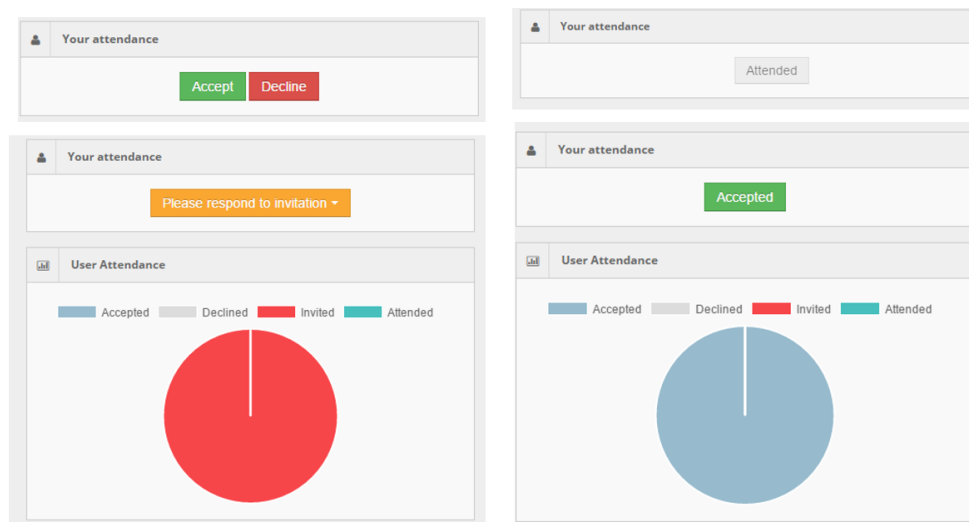 Your attendance
Accept Decline
Your attendance
Attended
Your attendance
Please respond to invitation
User Attendance
Accepted Declined Invited Attended
Your attendance
Accepted
User Attendance
Accepted Declined Invited Attended